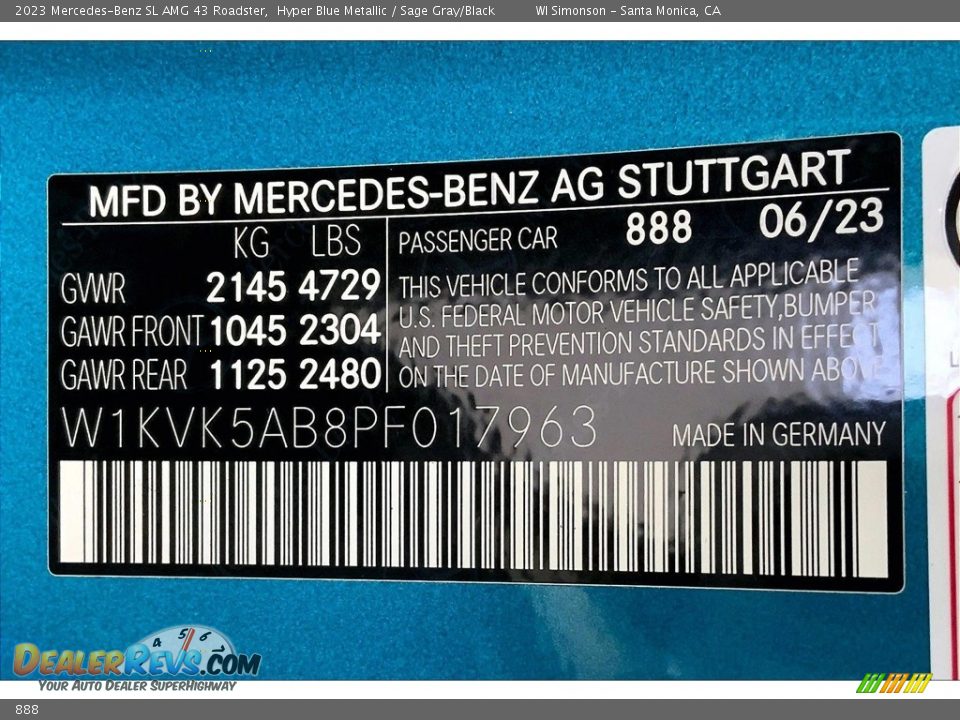 2023 Mercedes-Benz SL AMG 43 Roadster, Hyper Blue Metallic / Sage Gray/Black WI Simonson - Santa Monica, CA
MFD BY MERCEDES-BENZ AG STUTTGART
KG LBS
GVWR 2145 4729
GAWR FRONT 1045 2304
GAWR REAR 1125 2480
PASSENGER CAR 888 06/23
THIS VEHICLE CONFORMS TO ALL APPLICABLE
U.S. FEDERAL MOTOR VEHICLE SAFETY,BUMPER
AND THEFT PREVENTION STANDARDS IN EFFECT
ON THE DATE OF MANUFACTURE SHOWN ABOVE
W1KVK5AB8PF017963
MADE IN GERMANY
4 5 6
DEALERREVS.COM
YOUR AUTO DEALER SUPERHIGHWAY
888